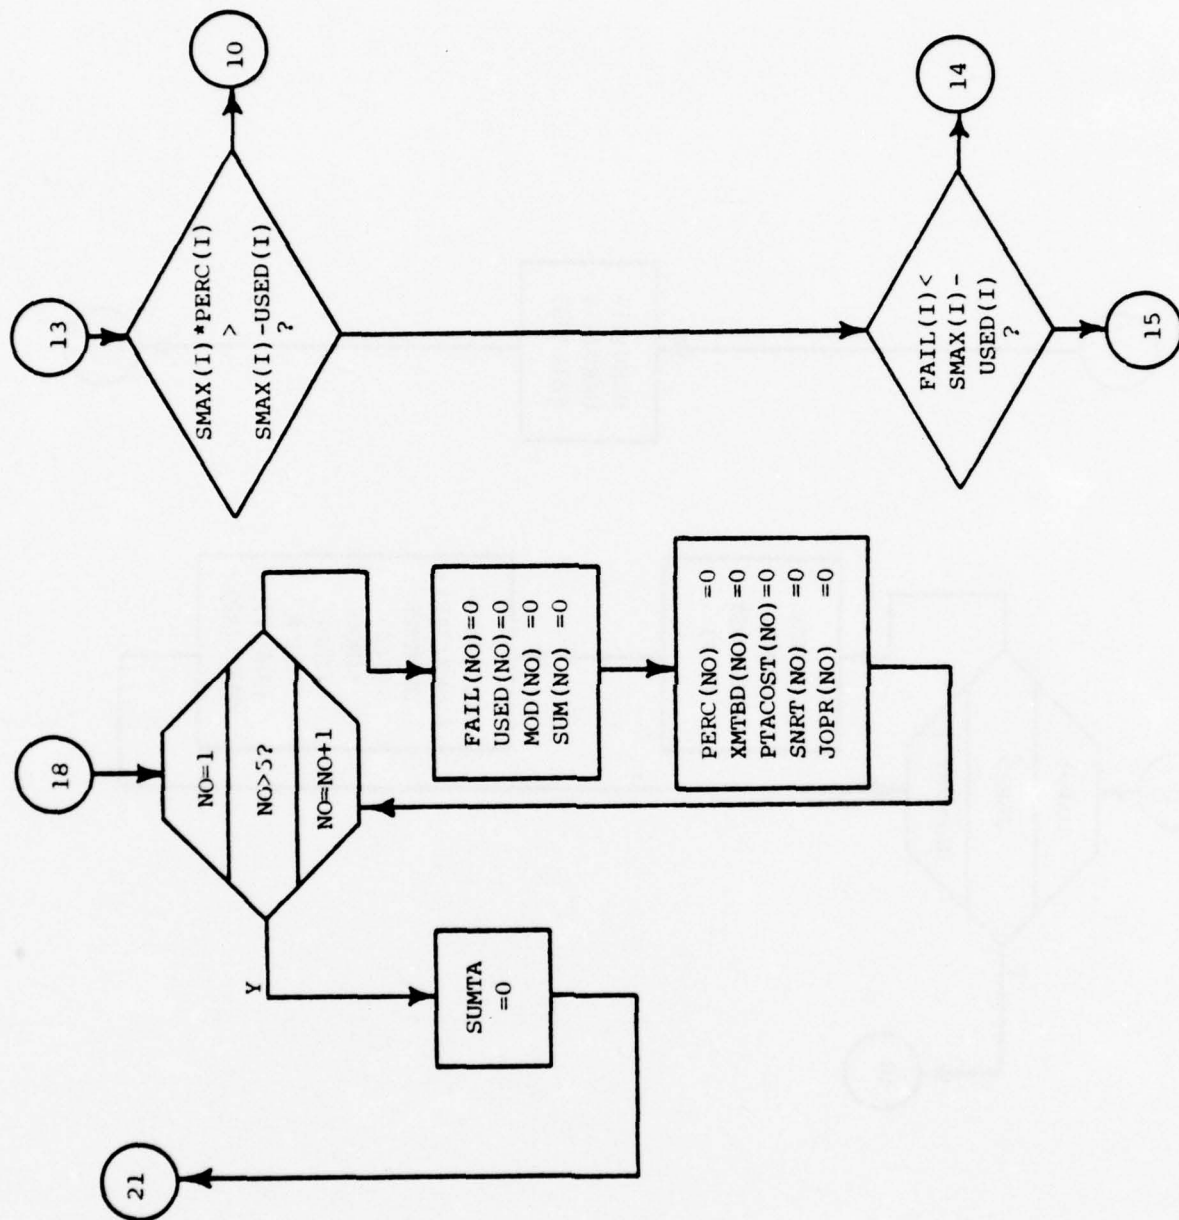 13
SMAX(I)*PERC(I)
>
SMAX(I)-USED(I)
?
10
FAIL(I)<
SMAX(I)-
USED(I)
?
14
15
18
NO=1
NO>5?
NO=NO+1
FAIL(NO)=0
USED(NO)=0
MOD(NO) =0
SUM(NO) =0
PERC(NO) =0
XMTBD(NO) =0
PTACOST(NO)=0
SNRT(NO) =0
JOPR(NO) =0
Y
SUMTA
=0
21